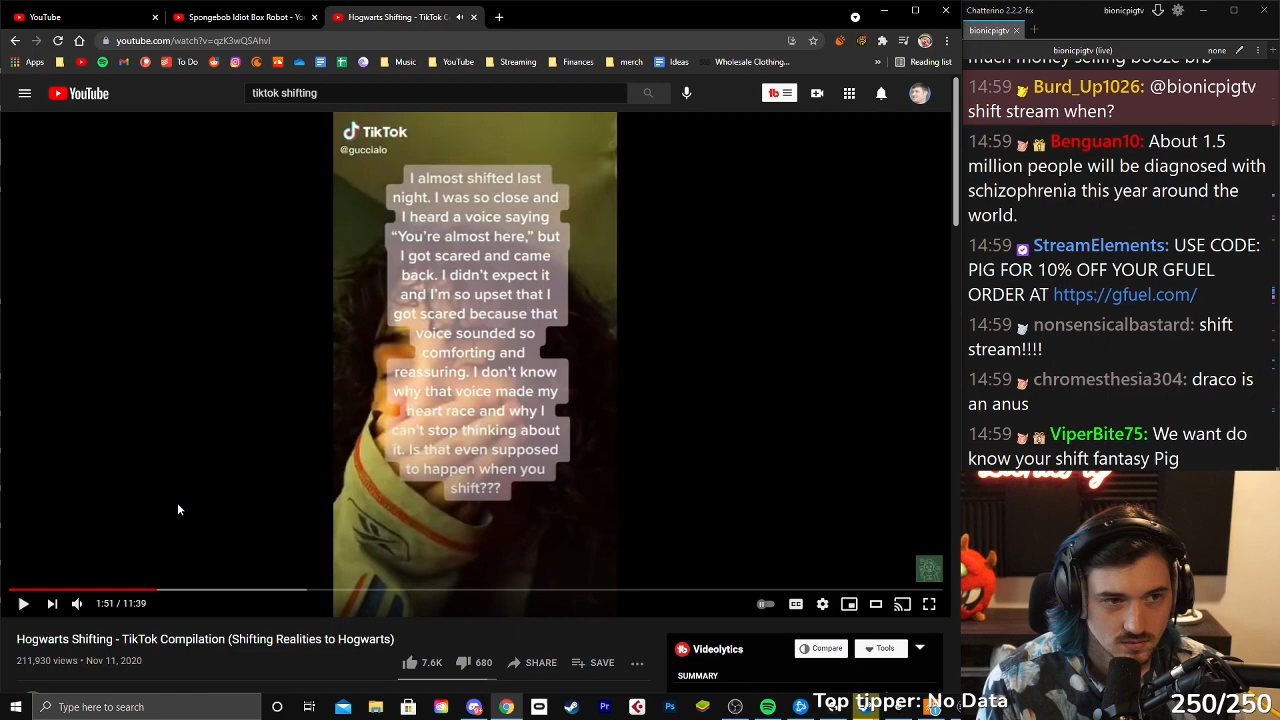 YouTube
Spongebob Idiot Box Robot - Yo
Hogwarts Shifting - TikTok C
youtube.com/watch?v=qzK3wQSAhvI
Apps
To Do
Music
YouTube
Streaming
Finances
merch
Ideas
Wholesale Clothing...
Reading list
YouTube
tiktok shifting
TikTok
@guccialo
I almost shifted last
night. I was so close and
I heard a voice saying
“You’re almost here,” but
I got scared and came
back. I didn’t expect it
and I’m so upset that I
got scared because that
voice sounded so
comforting and
reassuring. I don’t know
why that voice made my
heart race and why I
can’t stop thinking about
it. Is that even supposed
to happen when you
shift???
1:51 / 11:39
Hogwarts Shifting - TikTok Compilation (Shifting Realities to Hogwarts)
211,930 views • Nov 11, 2020
7.6K
680
SHARE
SAVE
Videolytics
Compare
Tools
SUMMARY
Type here to search
Chatterino 2.2.2-fix
bionicpigtv
bionicpigtv
bionicpigtv (live)
none
much money selling booze brb
14:59 Burd_Up1026: @bionicpigtv
shift stream when?
14:59 Benguan10: About 1.5
million people will be diagnosed with
schizophrenia this year around the
world.
14:59 StreamElements: USE CODE:
PIG FOR 10% OFF YOUR GFUEL
ORDER AT https://gfuel.com/
14:59 nonsensicalbastard: shift
stream!!!!
14:59 chromesthesia304: draco is
an anus
14:59 ViperBite75: We want do
know your shift fantasy Pig
Top tipper: No Data
250/250